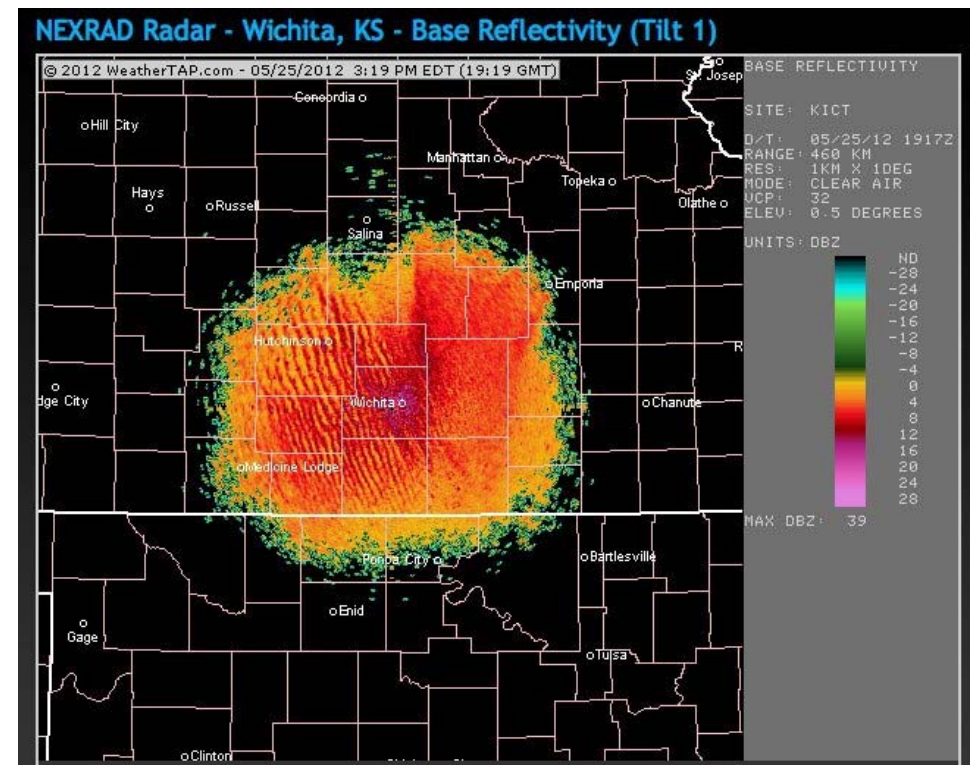 NEXRAD Radar - Wichita, KS - Base Reflectivity (Tilt 1)
© 2012 WeatherTAP.com - 05/25/2012 3:19 PM EDT (19:19 GMT)
St. Josep
Concordia
Hill City
Manhattan
Topeka
Hays
Russell
Olathe
Salina
Emporia
Hutchinson
R
dge City
Wichita
Chanute
Medicine Lodge
Ponca City
Bartlesville
Enid
Gage
Tulsa
Clinton
BASE REFLECTIVITY
SITE: KICT
D/T: 05/25/12 1917Z
RANGE: 460 KM
RES: 1KM X 1DEG
MODE: CLEAR AIR
VCP: 32
ELEV: 0.5 DEGREES
UNITS: DBZ
ND
-28
-24
-20
-16
-12
-8
-4
0
4
8
12
16
20
24
28
MAX DBZ: 39